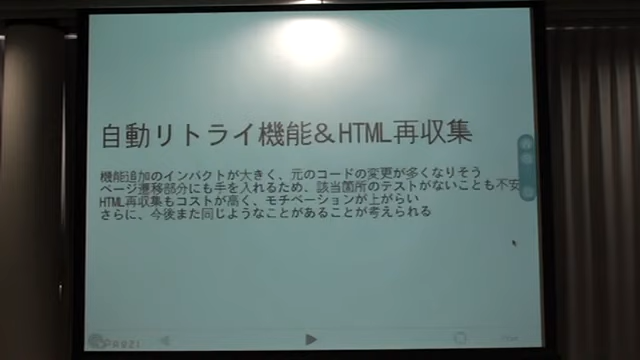 自動リトライ機能&HTML再収集
機能追加のインパクトが大きく、元のコードの変更が多くなりそう
ページ遷移部分にも手を入れるため、該当箇所のテストがないことも不安
HTML再収集もコストが高く、モチベーションが上がらい
さらに、今後また同じようなことがあることが考えられる